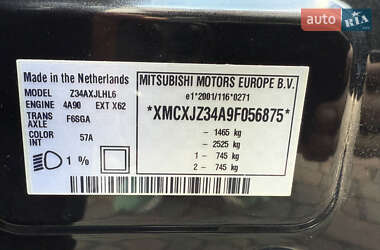 AUTO RIA
Made in the Netherlands
MODEL Z34AXJLHL6
ENGINE 4A90 EXT X62
TRANS AXLE F6SGA
COLOR INT 57A
1 %
MITSUBISHI MOTORS EUROPE B.V.
e1*2001/116*0271
*XMCXJZ34A9F056875*
- 1465 kg
- 2525 kg
1 - 745 kg
2 - 745 kg